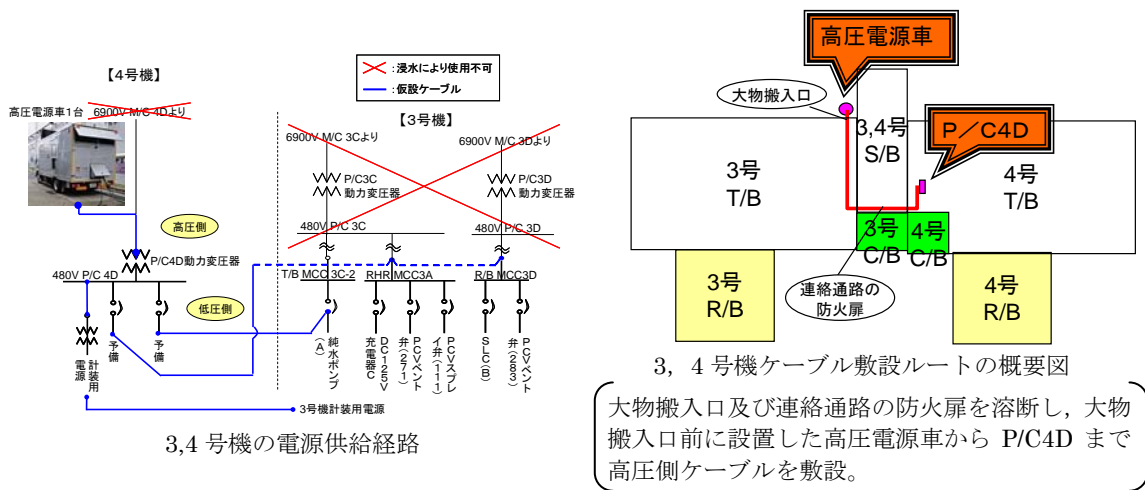 【4号機】
高圧電源車1台
6900V M/C 4Dより
高圧側
P/C4D動力変圧器
480V P/C 4D
低圧側
予備
予備
計装用
電源
:浸水により使用不可
:仮設ケーブル
【3号機】
6900V M/C 3Cより
6900V M/C 3Dより
P/C3C
動力変圧器
P/C3D
動力変圧器
480V P/C 3C
480V P/C 3D
T/B MCC 3C-2
RHR MCC3A
R/B MCC3D
純水ポンプ
(A)
DC125V
充電器C
PCVベント
弁(271)
PCVスプレ
イ弁(111)
SLC(B)
PCVベント
弁(283)
3号機計装用電源
3,4 号機の電源供給経路
高圧電源車
大物搬入口
3,4号
S/B
P/C4D
3号
T/B
4号
T/B
3号
C/B
4号
C/B
3号
R/B
連絡通路の
防火扉
4号
R/B
3，4 号機ケーブル敷設ルートの概要図
大物搬入口及び連絡通路の防火扉を溶断し，大物
搬入口前に設置した高圧電源車から P/C4D まで
高圧側ケーブルを敷設。